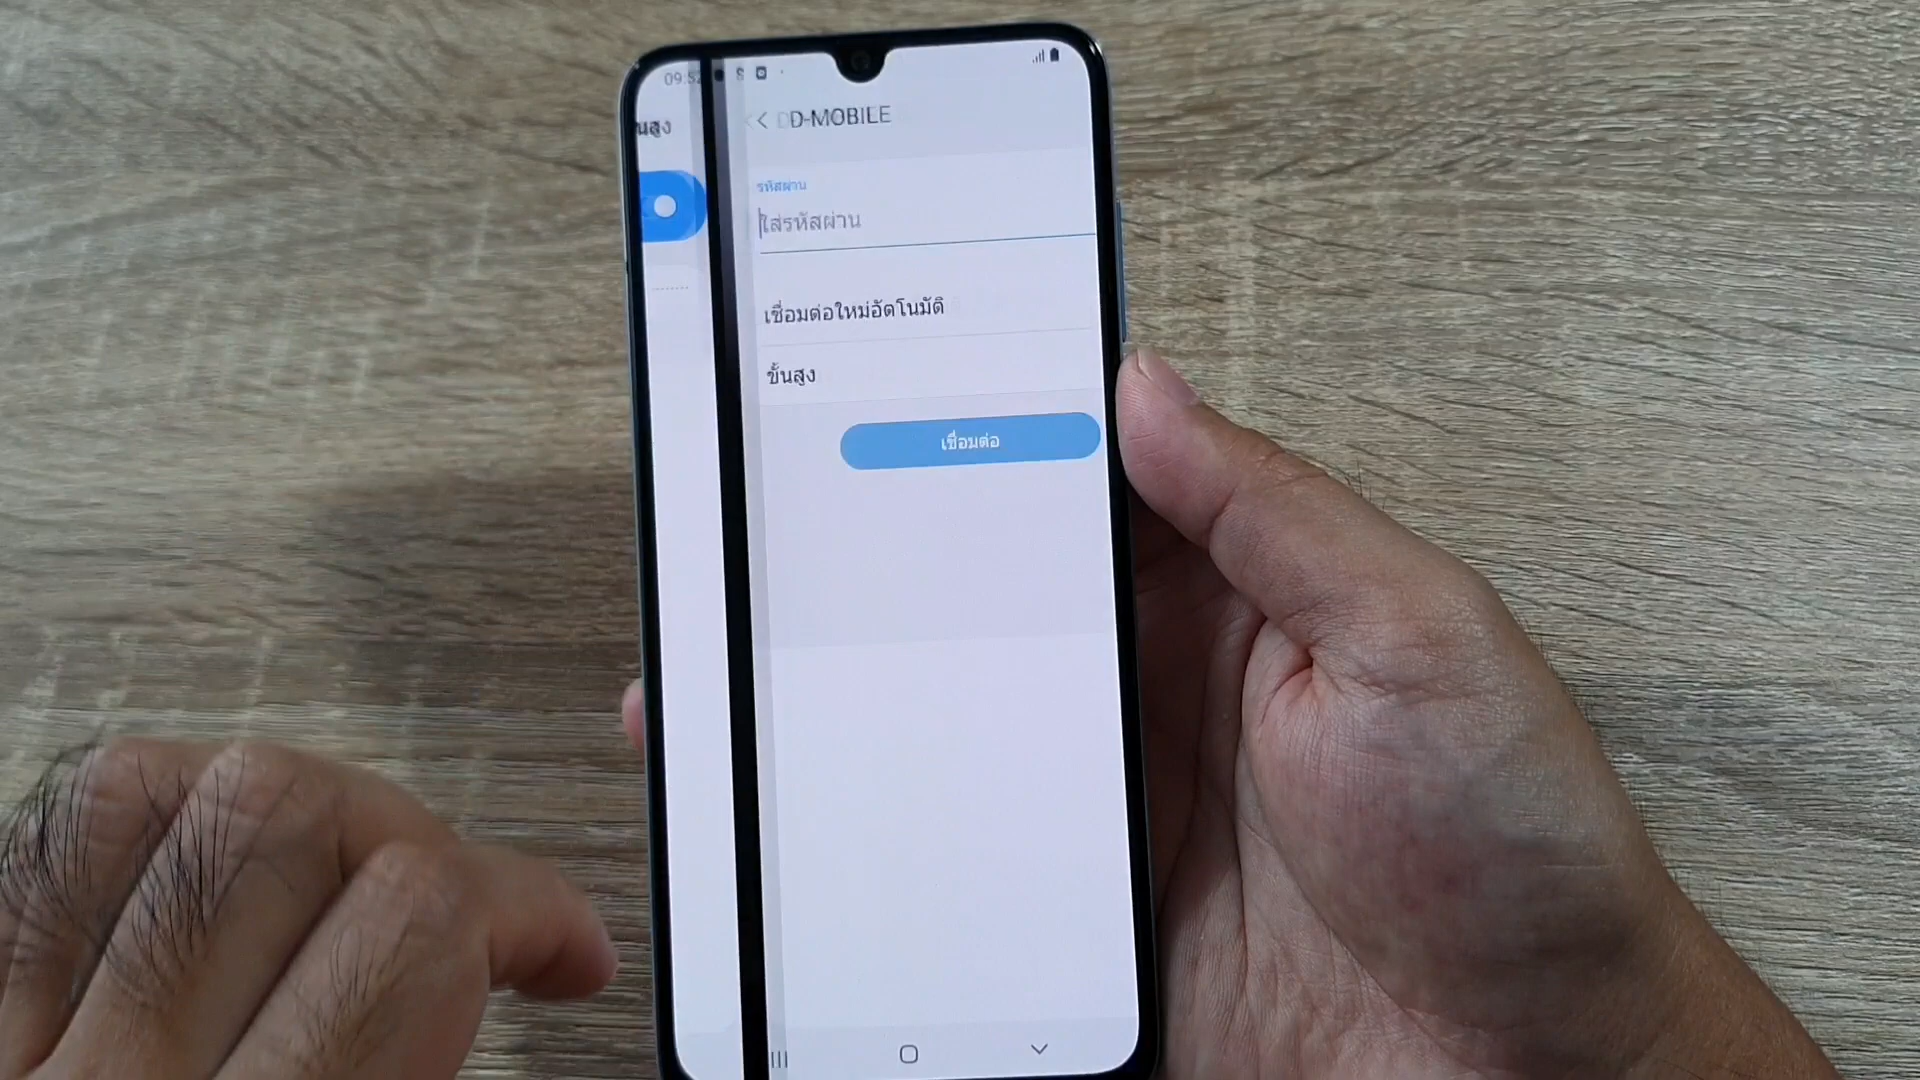 09:52
นสูง
DD-MOBILE
รหัสผ่าน
ใส่รหัสผ่าน
เชื่อมต่อใหม่อัตโนมัติ
ขั้นสูง
เชื่อมต่อ